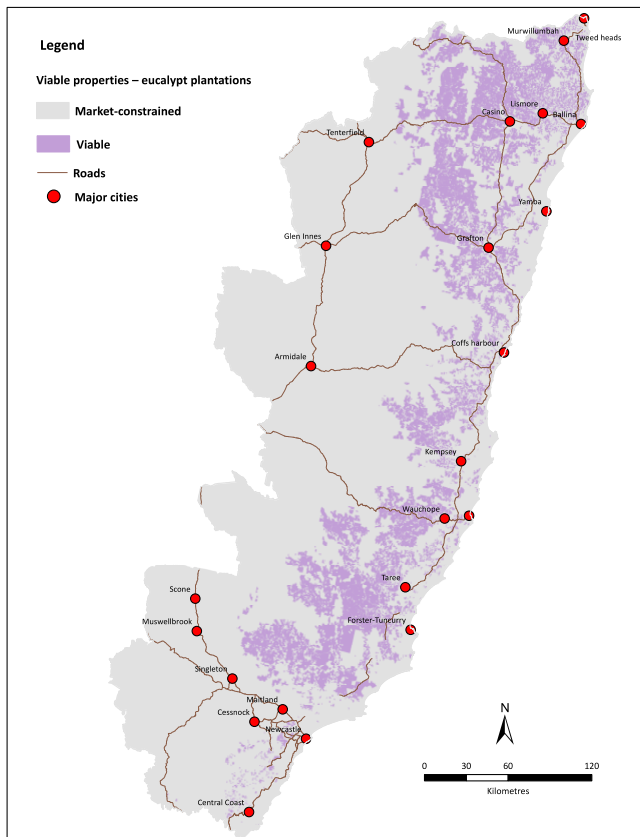 Legend
Viable properties – eucalypt plantations
Market-constrained
Viable
Roads
Major cities
Murwillumbah
Tweed heads
Lismore
Casino
Ballina
Tenterfield
Yamba
Glen Innes
Grafton
Coffs harbour
Armidale
Kempsey
Wauchope
Taree
Scone
Forster-Tuncurry
Muswellbrook
Singleton
Maitland
Cessnock
Newcastle
Central Coast
N
0 30 60 120
Kilometres